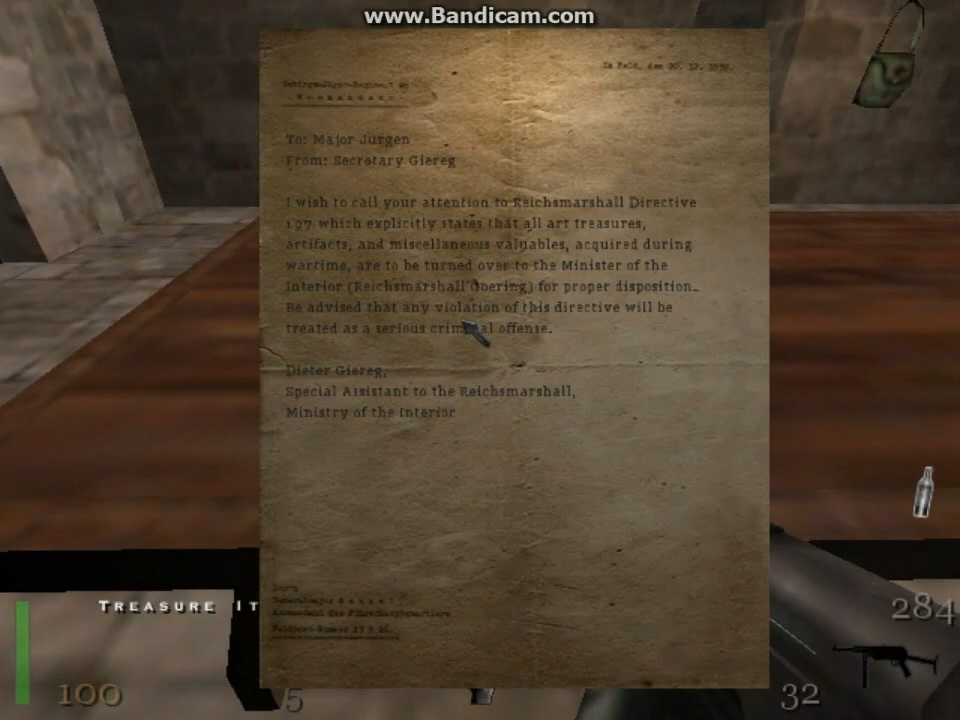 www.Bandicam.com
To: Major Jurgen
From: Secretary Giereg
I wish to call your attention to Reichsmarshall Directive
197 which explicitly states that all art treasures,
artifacts, and miscellaneous valuables, acquired during
wartime, are to be turned over to the Minister of the
Interior (Reichsmarshall Goering) for proper disposition.
Be advised that any violation of this directive will be
treated as a serious criminal offense.
Dieter Giereg,
Special Assistant to the Reichsmarshall,
Ministry of the Interior
TREASURE IT
284
100
5
32